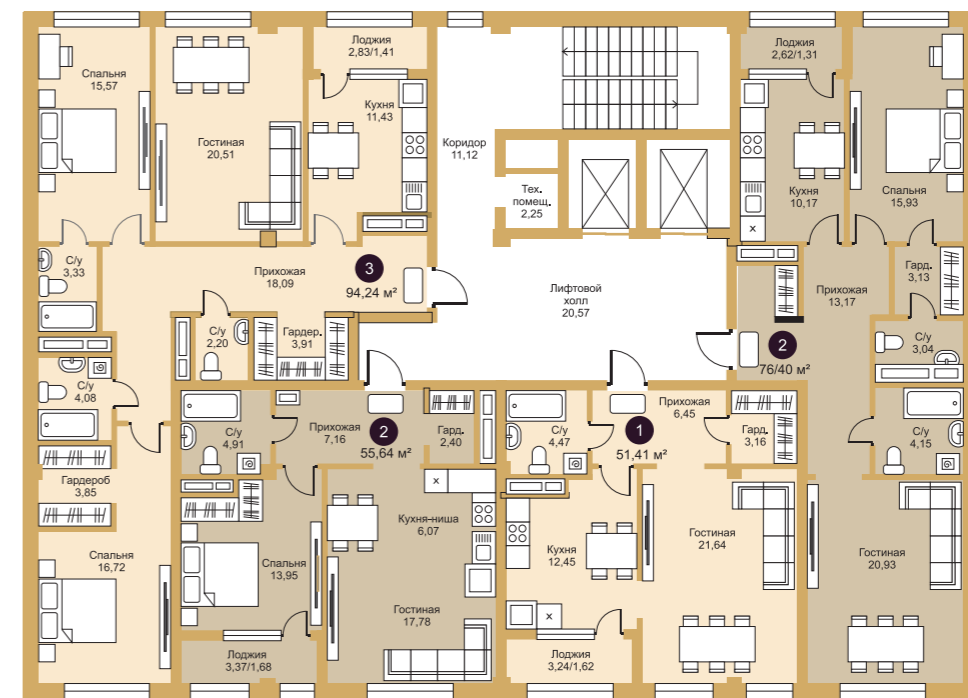 Спальня
15,57
Гостиная
20,51
Лоджия
2,83/1,41
Кухня
11,43
Коридор
11,12
Тех.
помещ.
2,25
Лоджия
2,62/1,31
Кухня
10,17
Спальня
15,93
С/у
3,33
Прихожая
18,09
3
94,24 м²
Лифтовой
холл
20,57
Прихожая
13,17
Гард.
3,13
С/у
2,20
Гардер.
3,91
2
76/40 м²
С/у
3,04
С/у
4,08
С/у
4,91
Прихожая
7,16
2
55,64 м²
Гард.
2,40
С/у
4,47
Прихожая
6,45
1
51,41 м²
Гард.
3,16
С/у
4,15
Гардероб
3,85
Спальня
16,72
Спальня
13,95
×
Кухня-ниша
6,07
Гостиная
17,78
Кухня
12,45
×
Гостиная
21,64
Гостиная
20,93
Лоджия
3,37/1,68
Лоджия
3,24/1,62
×